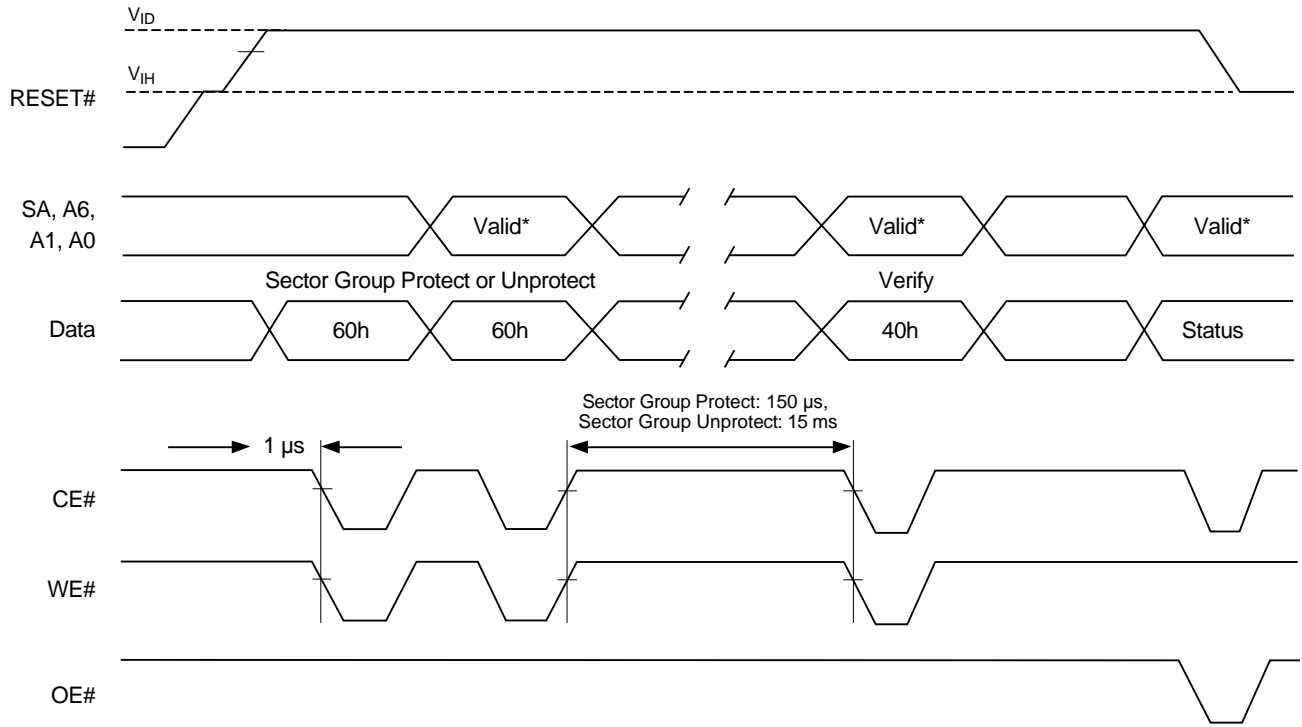 VID
VIH
RESET#
SA, A6,
A1, A0
Valid*
Valid*
Valid*
Sector Group Protect or Unprotect
Verify
Data
60h
60h
40h
Status
Sector Group Protect: 150 µs,
Sector Group Unprotect: 15 ms
1 µs
CE#
WE#
OE#